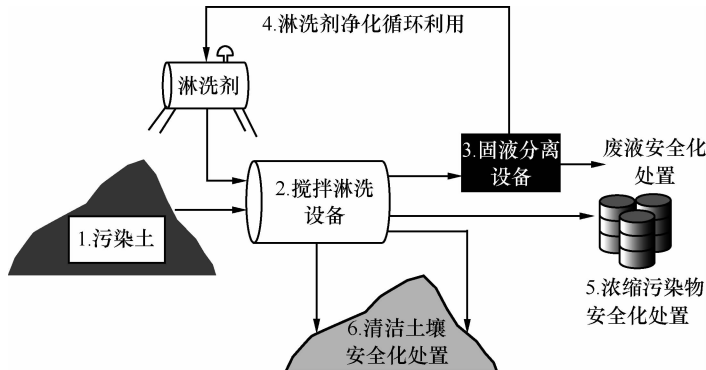 4.淋洗剂净化循环利用
淋洗剂
1.污染土
2.搅拌淋洗
设备
3.固液分离
设备
废液安全化
处置
5.浓缩污染物
安全化处置
6.清洁土壤
安全化处置